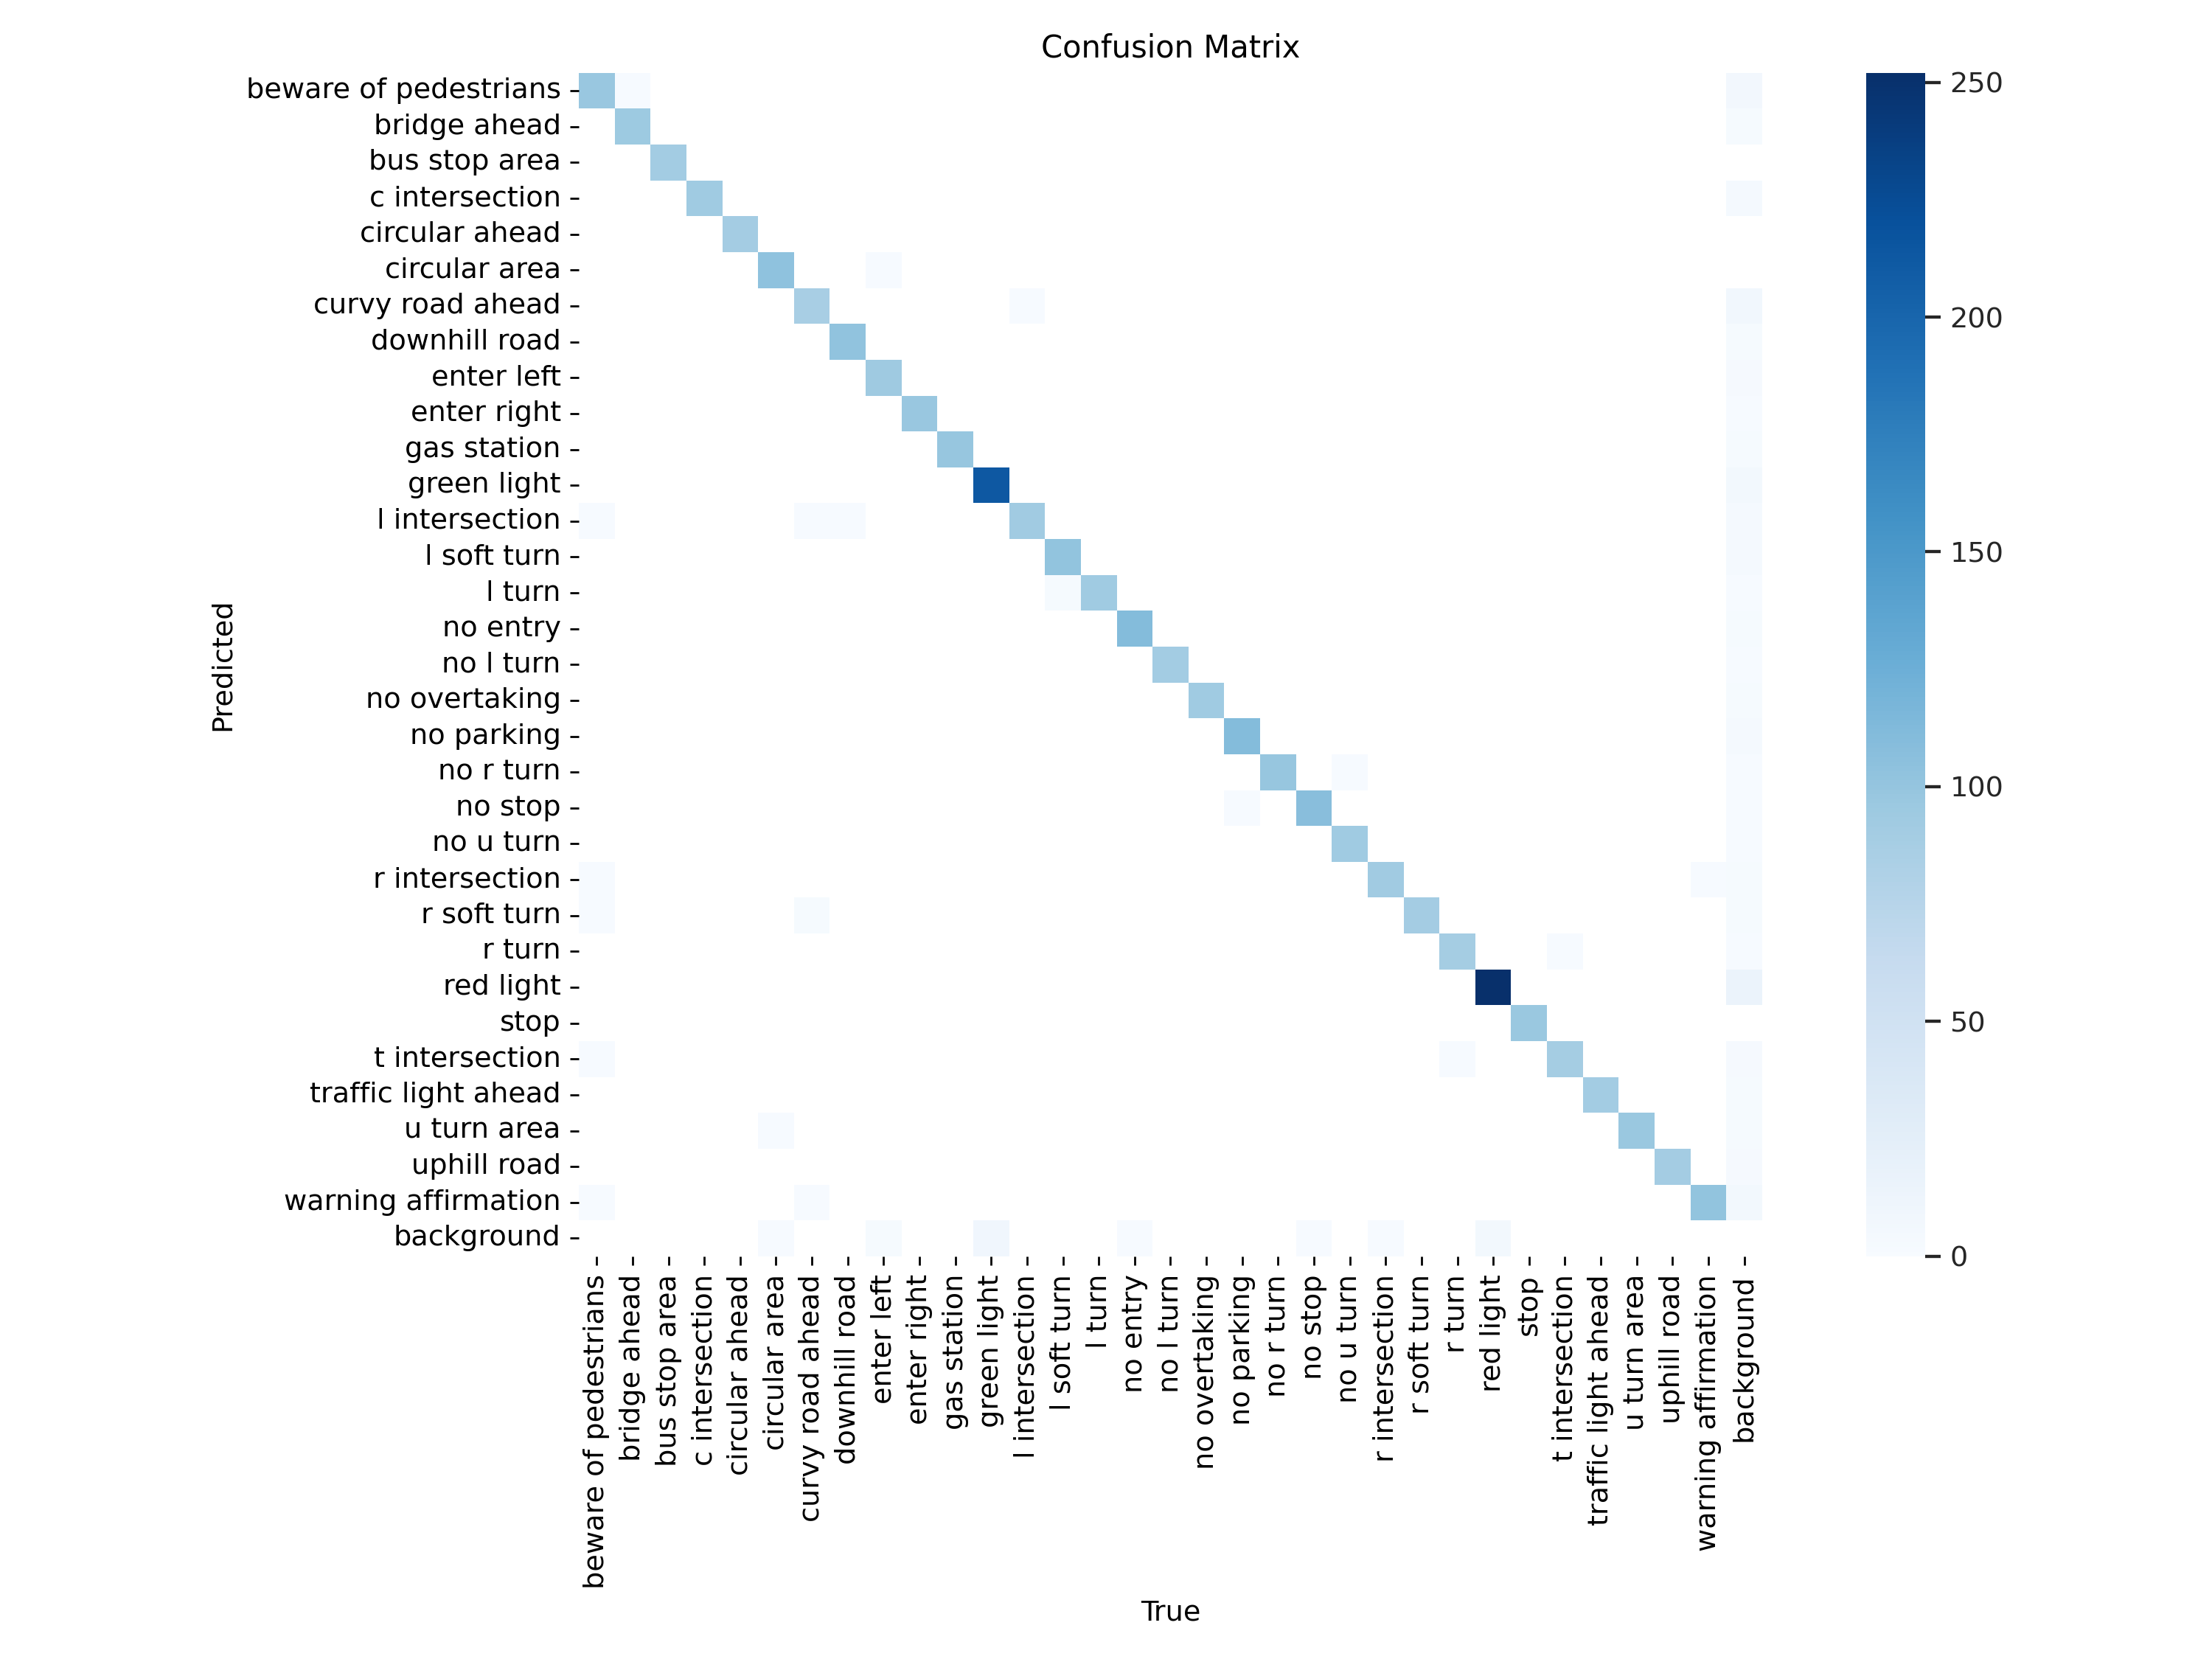 Confusion Matrix
beware of pedestrians
bridge ahead
bus stop area
c intersection
circular ahead
circular area
curvy road ahead
downhill road
enter left
enter right
gas station
green light
l intersection
l soft turn
l turn
no entry
no l turn
no overtaking
no parking
no r turn
no stop
no u turn
r intersection
r soft turn
r turn
red light
stop
t intersection
traffic light ahead
u turn area
uphill road
warning affirmation
background
Predicted
beware of pedestrians
bridge ahead
bus stop area
c intersection
circular ahead
circular area
curvy road ahead
downhill road
enter left
enter right
gas station
green light
l intersection
l soft turn
l turn
no entry
no l turn
no overtaking
no parking
no r turn
no stop
no u turn
r intersection
r soft turn
r turn
red light
stop
t intersection
traffic light ahead
u turn area
uphill road
warning affirmation
background
True
250
200
150
100
50
0